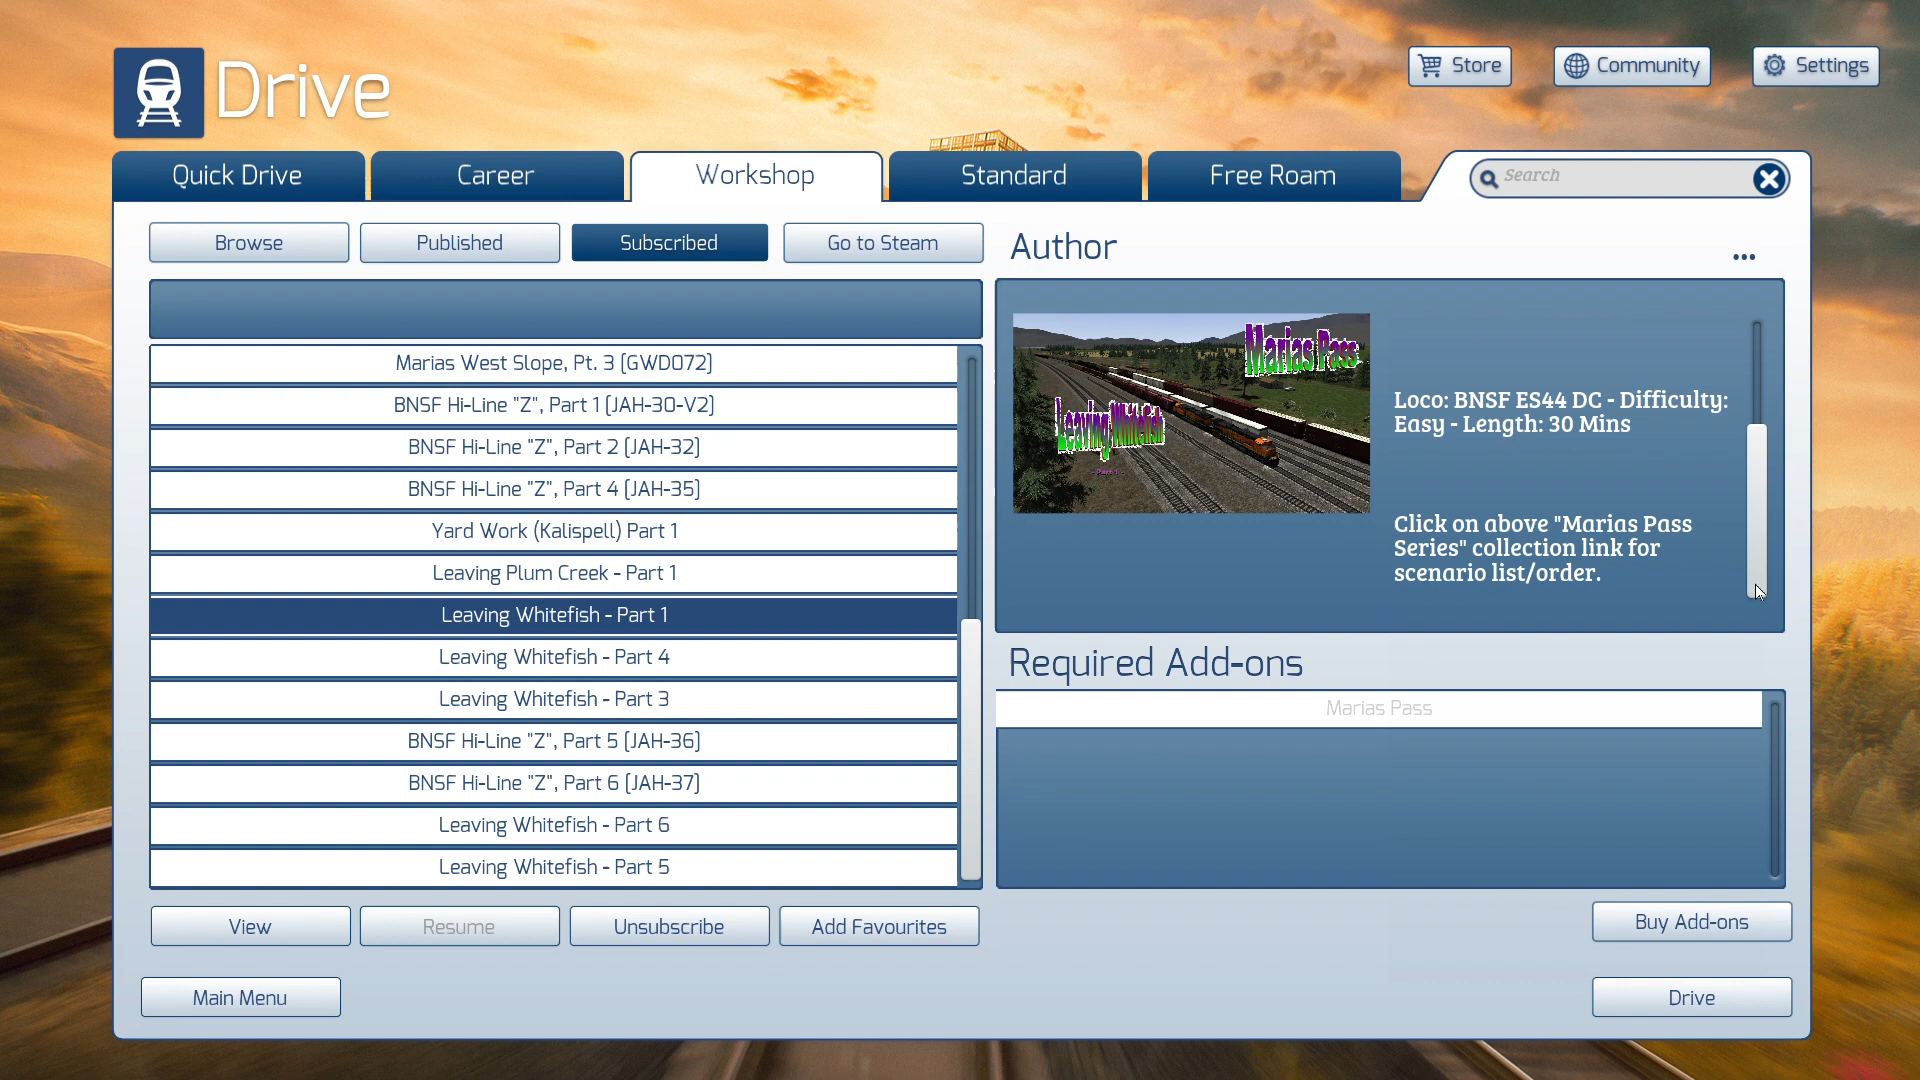 Drive
Store
Community
Settings
Quick Drive
Career
Workshop
Standard
Free Roam
Search
Browse
Published
Subscribed
Go to Steam
Author
...
Marias West Slope, Pt. 3 [GWD072]
BNSF Hi-Line "Z", Part 1 [JAH-30-V2]
BNSF Hi-Line "Z", Part 2 [JAH-32]
BNSF Hi-Line "Z", Part 4 [JAH-35]
Yard Work (Kalispell) Part 1
Leaving Plum Creek - Part 1
Leaving Whitefish - Part 1
Leaving Whitefish - Part 4
Leaving Whitefish - Part 3
BNSF Hi-Line "Z", Part 5 [JAH-36]
BNSF Hi-Line "Z", Part 6 [JAH-37]
Leaving Whitefish - Part 6
Leaving Whitefish - Part 5
Marias Pass
Leaving Whitefish
- Part 1 -
Loco: BNSF ES44 DC - Difficulty:
Easy - Length: 30 Mins
Click on above "Marias Pass
Series" collection link for
scenario list/order.
Required Add-ons
Marias Pass
View
Resume
Unsubscribe
Add Favourites
Buy Add-ons
Main Menu
Drive